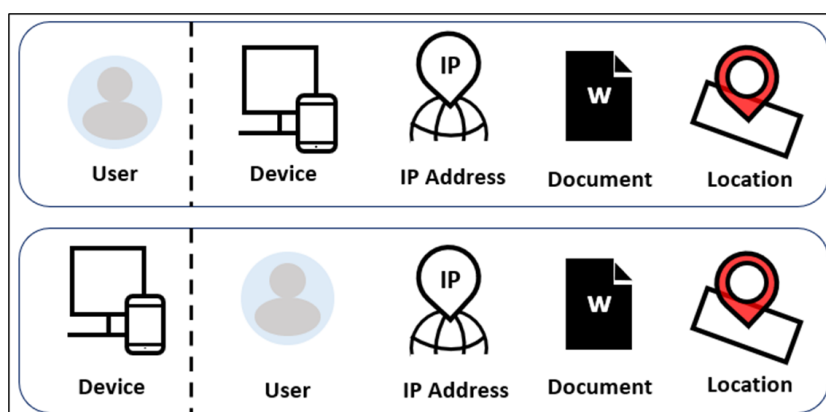 IP
W
User
Device
IP Address
Document
Location
IP
W
Device
User
IP Address
Document
Location